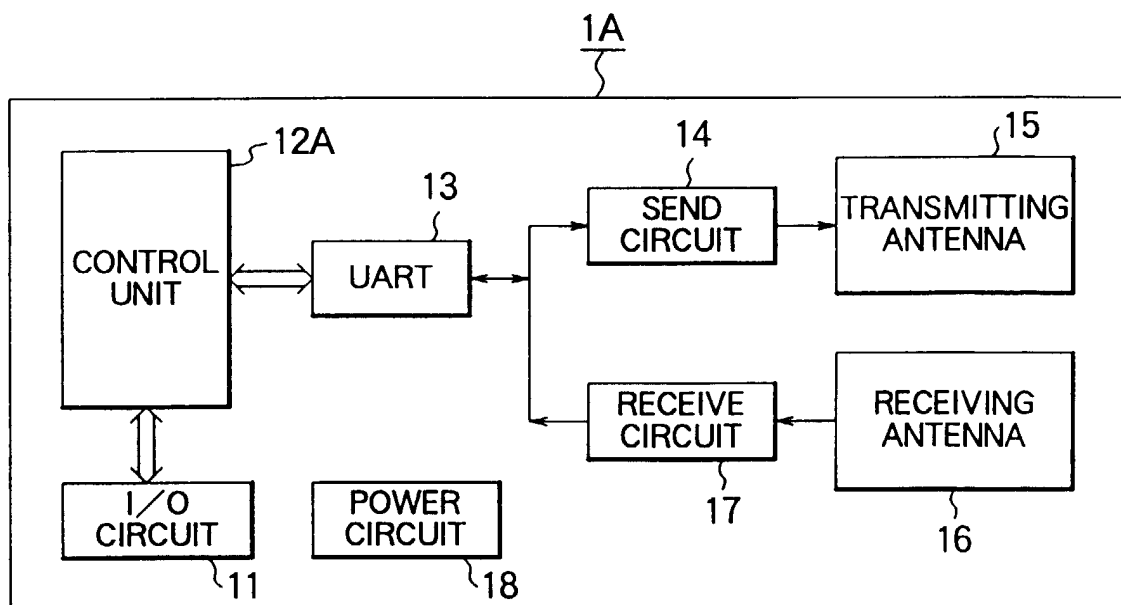 1A
12A
CONTROL
UNIT
13
UART
14
SEND
CIRCUIT
15
TRANSMITTING
ANTENNA
RECEIVE
CIRCUIT
17
RECEIVING
ANTENNA
16
I/O
CIRCUIT
11
POWER
CIRCUIT
18